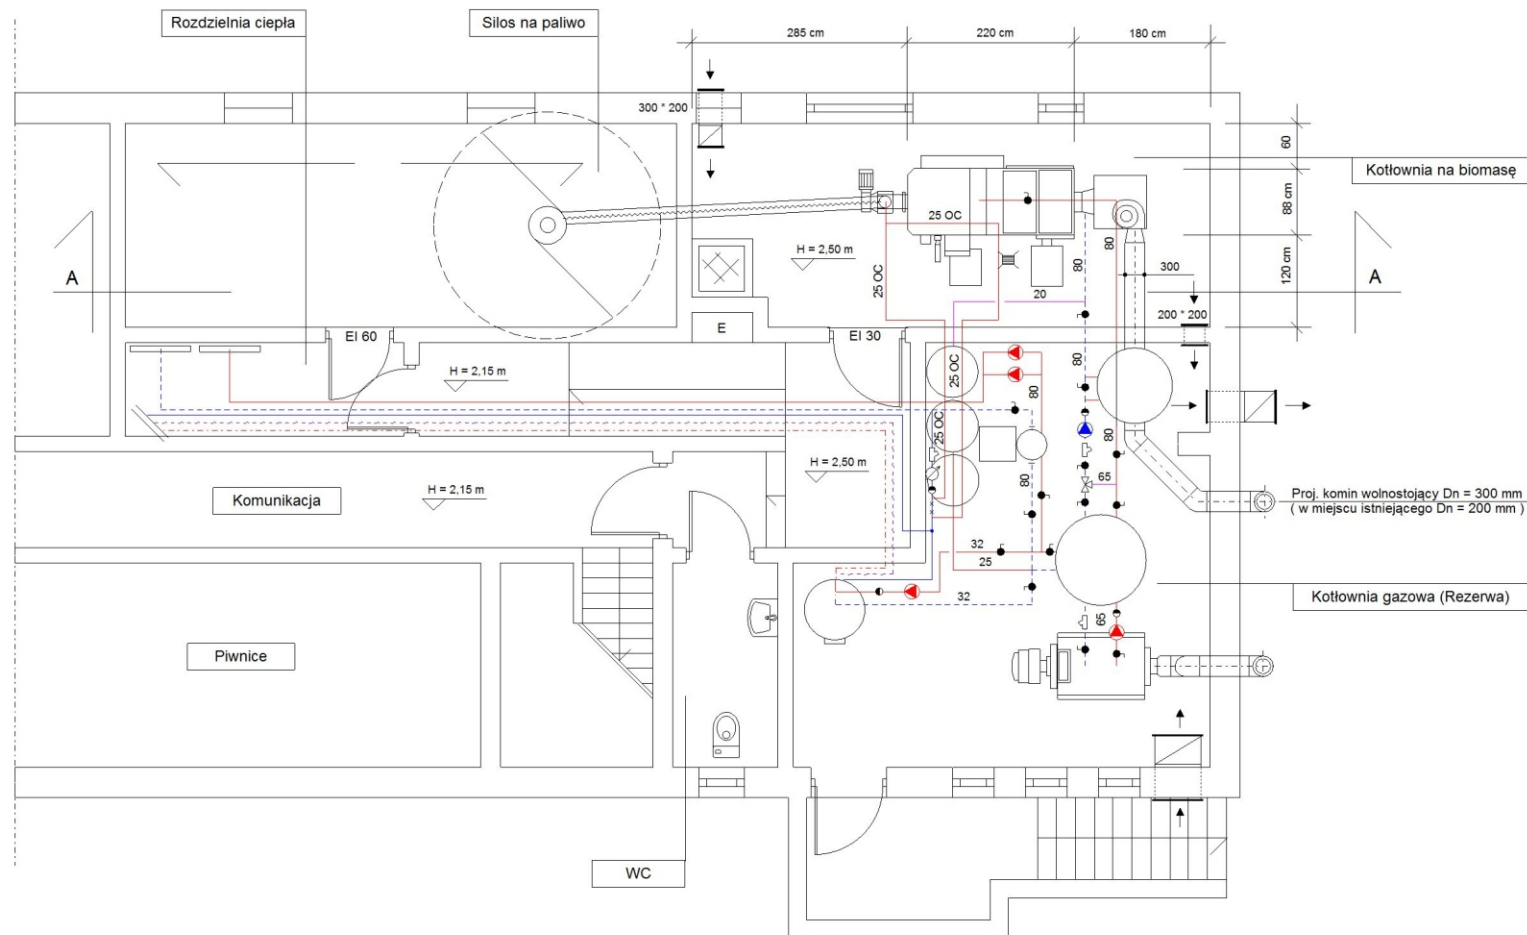 Rozdzielnia ciepła
Silos na paliwo
285 cm
220 cm
180 cm
300 * 200
60
Kotłownia na biomasę
88 cm
25 OC
80
80
H = 2,50 m
25 OC
300
120 cm
A
A
20
200 * 200
E
EI 60
EI 30
80
H = 2,15 m
25 OC
80
25 OC
80
H = 2,50 m
80
65
H = 2,15 m
Komunikacja
Proj. komin wolnostojący Dn = 300 mm
( w miejscu istniejącego Dn = 200 mm )
32
25
32
Kotłownia gazowa (Rezerwa)
65
Piwnice
WC